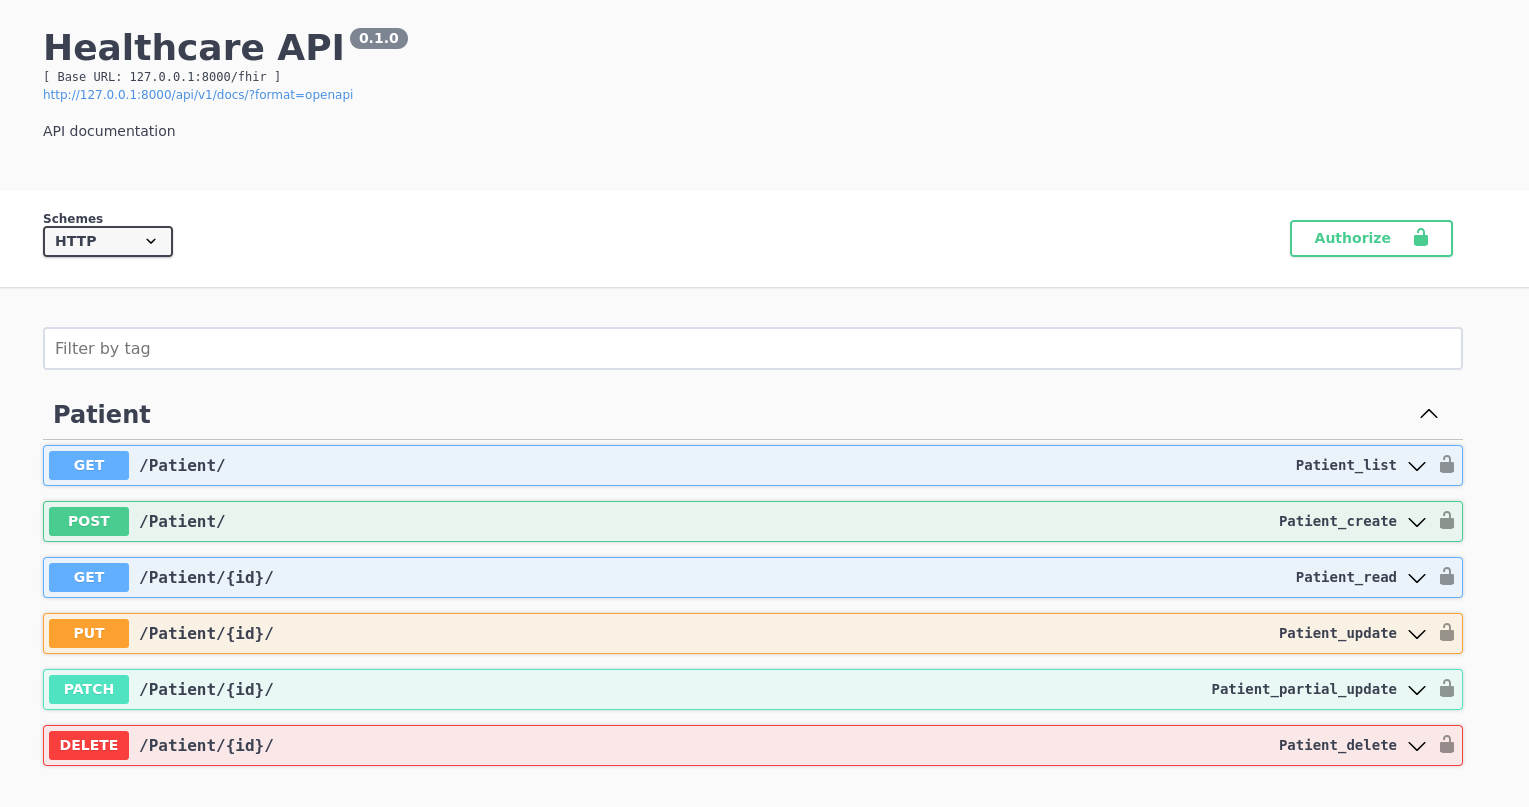 Healthcare API 0.1.0
[ Base URL: 127.0.0.1:8000/fhir ]
http://127.0.0.1:8000/api/v1/docs/?format=openapi
API documentation
Schemes
HTTP
Authorize
Filter by tag
Patient
GET /Patient/ Patient_list
POST /Patient/ Patient_create
GET /Patient/{id}/ Patient_read
PUT /Patient/{id}/ Patient_update
PATCH /Patient/{id}/ Patient_partial_update
DELETE /Patient/{id}/ Patient_delete